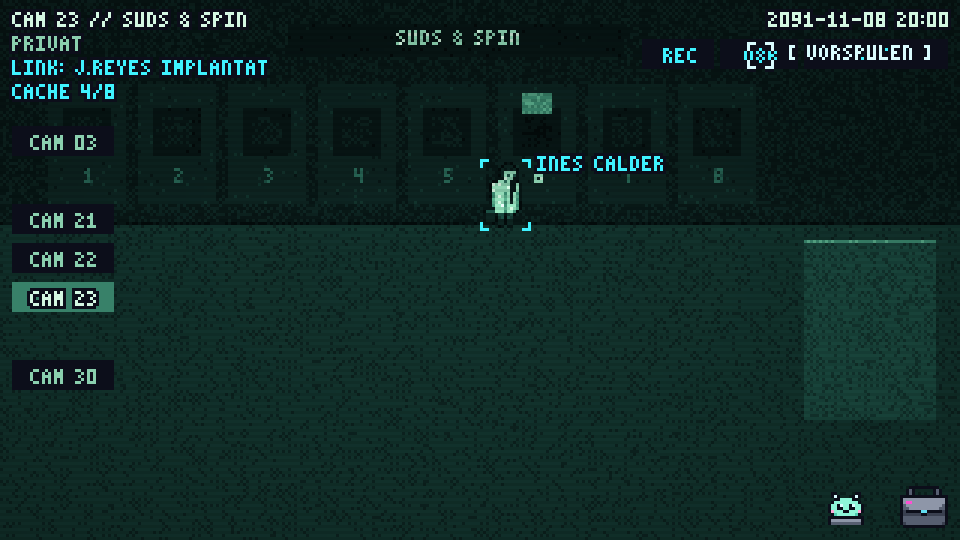 CAM 23 // SUDS & SPIN
PRIVAT
LINK: J.REYES IMPLANTAT
CACHE 4/8
SUDS & SPIN
2091-11-08 20:00
REC
[ VORSPULEN ]
CAM 03
1 2 3 4 5 7 8
INES CALDER
CAM 21
CAM 22
CAM 23
CAM 30